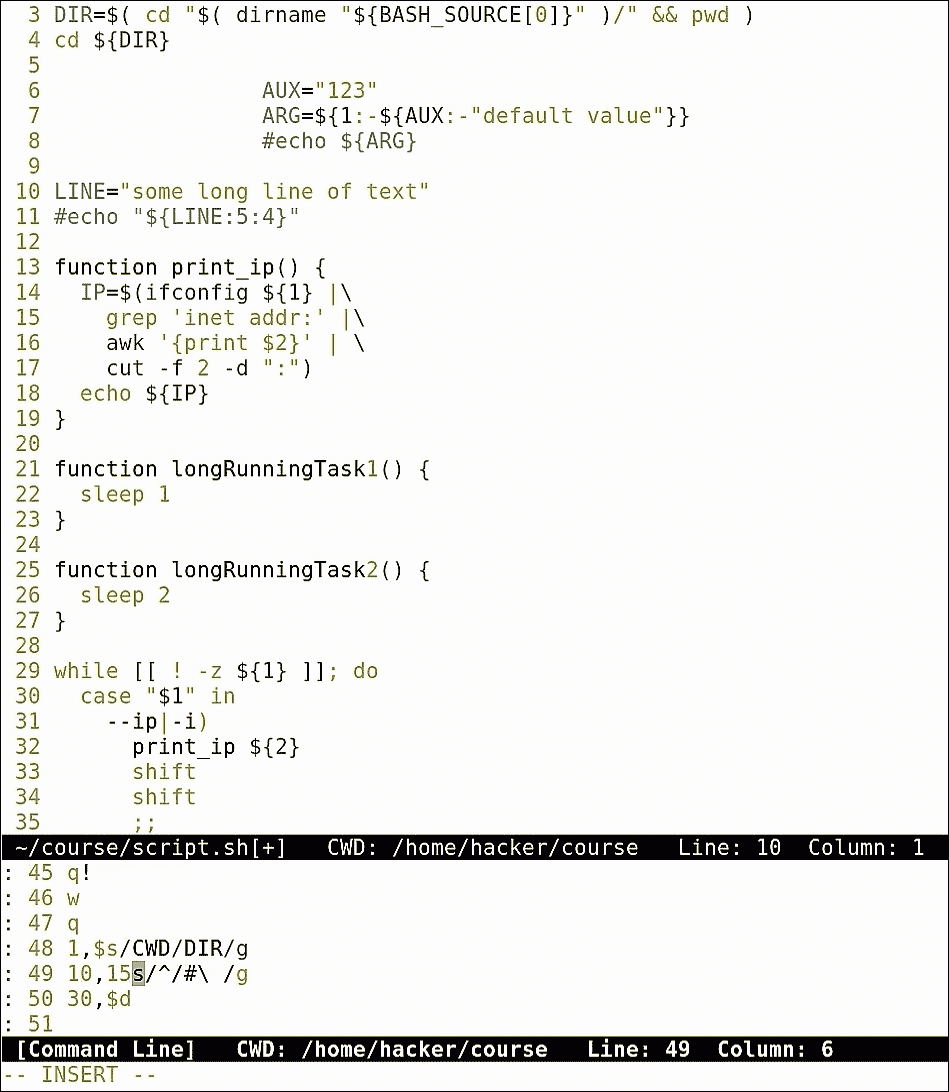 3 DIR=$( cd "$( dirname "${BASH_SOURCE[0]}" )/" && pwd )
4 cd ${DIR}
5
6                 AUX="123"
7                 ARG=${1:-${AUX:-"default value"}}
8                 #echo ${ARG}
9
10 LINE="some long line of text"
11 #echo "${LINE:5:4}"
12
13 function print_ip() {
14   IP=$(ifconfig ${1} |\
15     grep 'inet addr:' |\
16     awk '{print $2}' | \
17     cut -f 2 -d ":")
18   echo ${IP}
19 }
20
21 function longRunningTask1() {
22   sleep 1
23 }
24
25 function longRunningTask2() {
26   sleep 2
27 }
28
29 while [[ ! -z ${1} ]]; do
30   case "$1" in
31     --ip|-i)
32       print_ip ${2}
33       shift
34       shift
35       ;;
~/course/script.sh[+]   CWD: /home/hacker/course   Line: 10  Column: 1
: 45 q!
: 46 w
: 47 q
: 48 1,$s/CWD/DIR/g
: 49 10,15s/^/#\ /g
: 50 30,$d
: 51
[Command Line]   CWD: /home/hacker/course   Line: 49  Column: 6
-- INSERT --